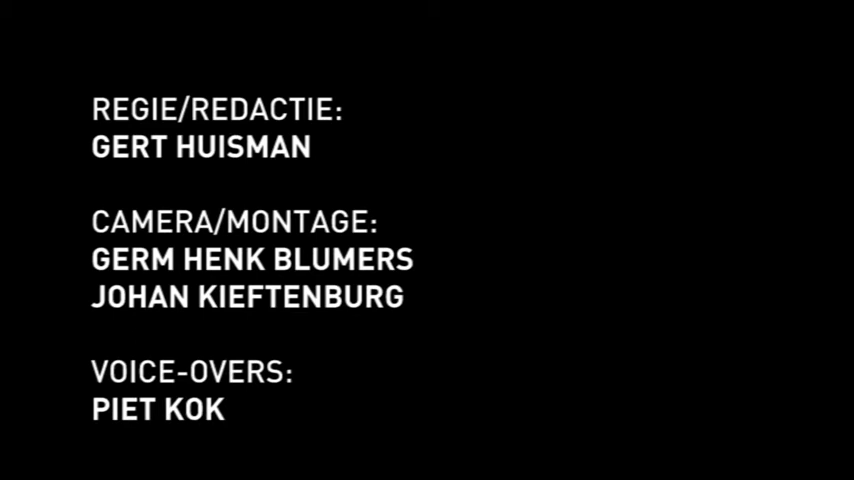 REGIE/REDACTIE:
GERT HUISMAN
CAMERA/MONTAGE:
GERM HENK BLUMERS
JOHAN KIEFTENBURG
VOICE-OVERS:
PIET KOK